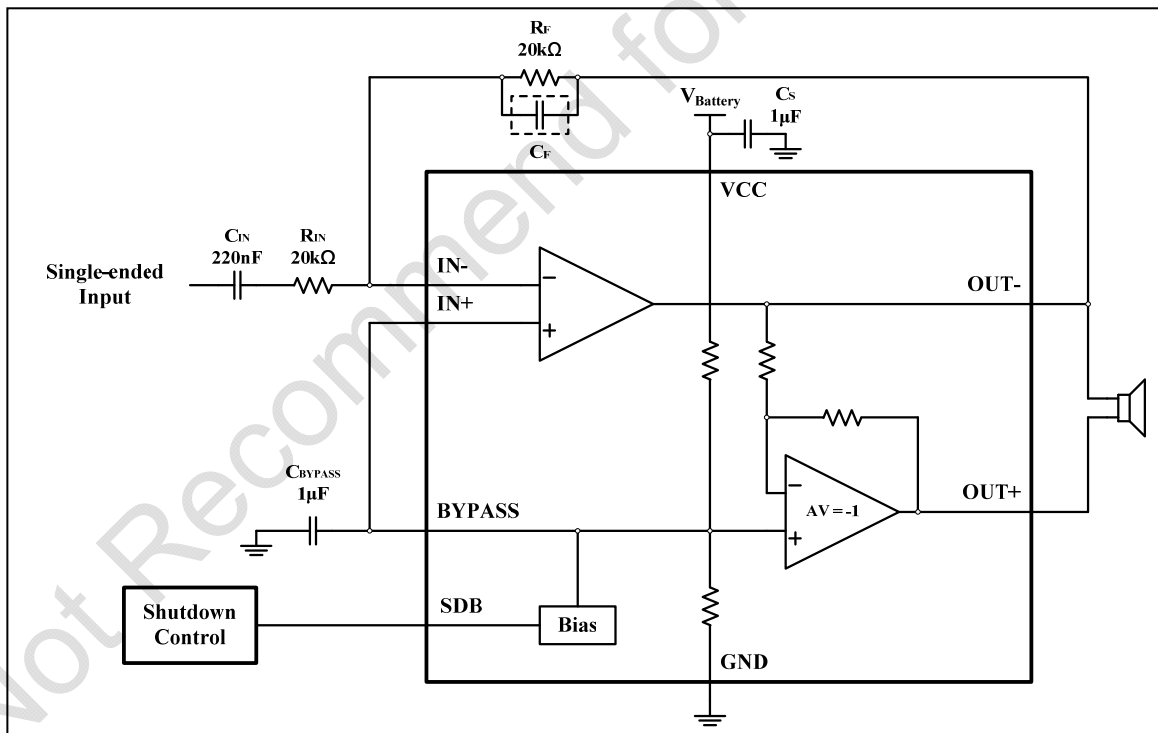 RF
20kΩ
CF
VBattery
CS
1µF
VCC
CIN
220nF
RIN
20kΩ
Single-ended
Input
IN-
IN+
OUT-
CBYPASS
1µF
BYPASS
AV = -1
OUT+
Shutdown
Control
SDB
Bias
GND
Not Recommend for